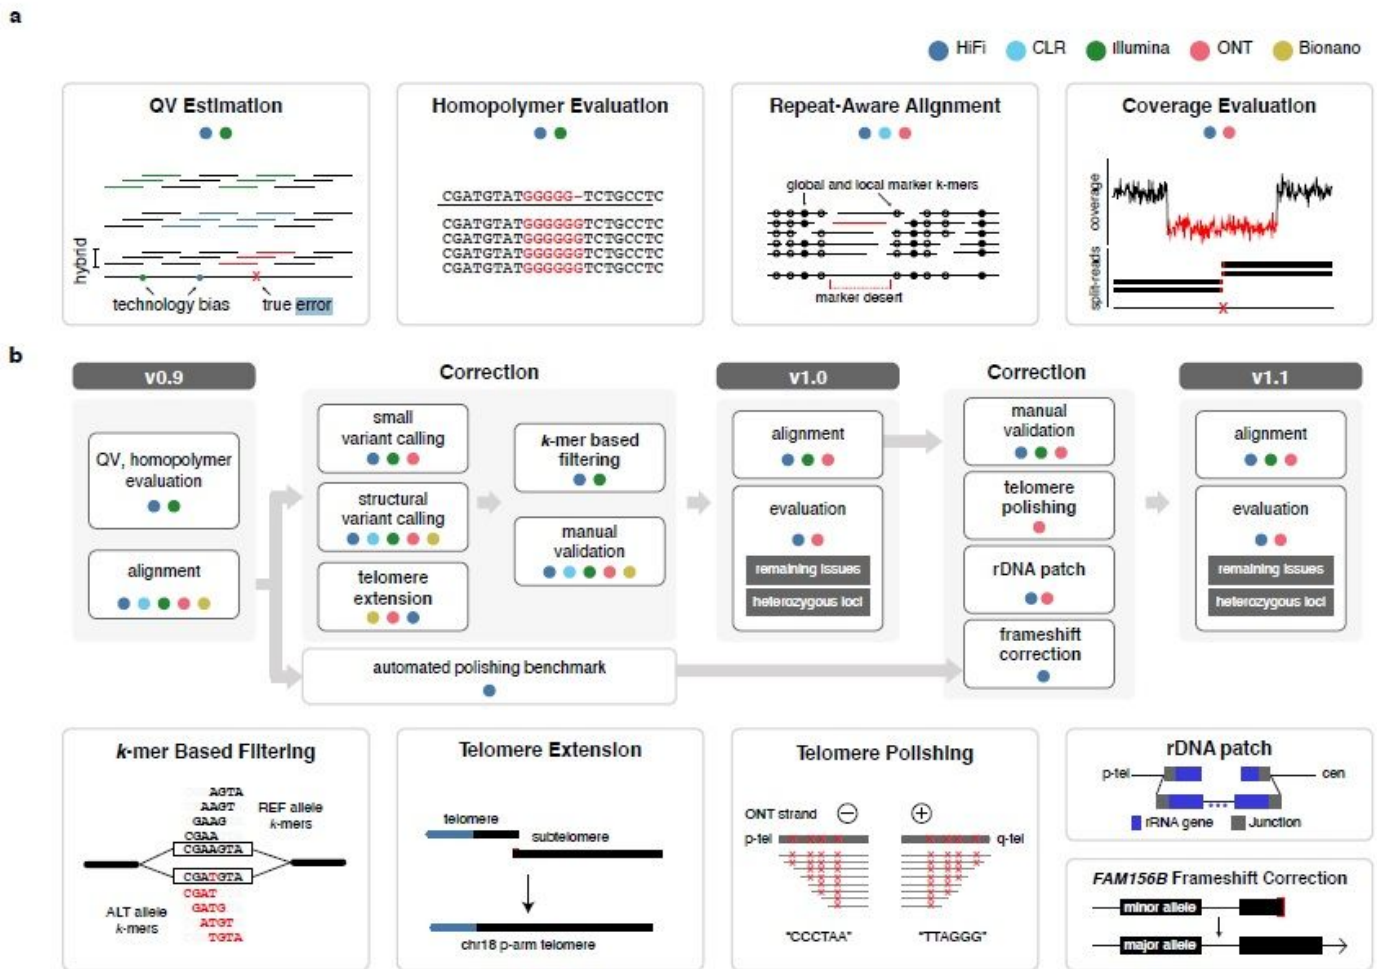 a
HiFi CLR Illumina ONT Bionano
QV Estimation
hybrid
technology bias
true error
Homopolymer Evaluation
CGATGTATGGGGG-TCTGCCTC
CGATGTATGGGGGGTCTGCCTC
CGATGTATGGGGGGTCTGCCTC
CGATGTATGGGGGGTCTGCCTC
CGATGTATGGGGGGTCTGCCTC
Repeat-Aware Alignment
global and local marker k-mers
marker desert
Coverage Evaluation
coverage
split-reads
b
v0.9
QV, homopolymer
evaluation
alignment
Correction
small
variant calling
structural
variant calling
telomere
extension
k-mer based
filtering
manual
validation
automated polishing benchmark
v1.0
alignment
evaluation
remaining issues
heterozygous loci
Correction
manual
validation
telomere
polishing
rDNA patch
frameshift
correction
v1.1
alignment
evaluation
remaining issues
heterozygous loci
k-mer Based Filtering
AGTA
AAGT
GAAG
CGAA
REF allele
k-mers
CGAAGTA
CGATGTA
CGAT
GATG
ATGT
TGTA
ALT allele
k-mers
Telomere Extension
telomere
subtelomere
chr18 p-arm telomere
Telomere Polishing
ONT strand − +
p-tel
q-tel
"CCCTAA" "TTAGGG"
rDNA patch
p-tel
cen
rRNA gene Junction
FAM156B Frameshift Correction
minor allele
major allele